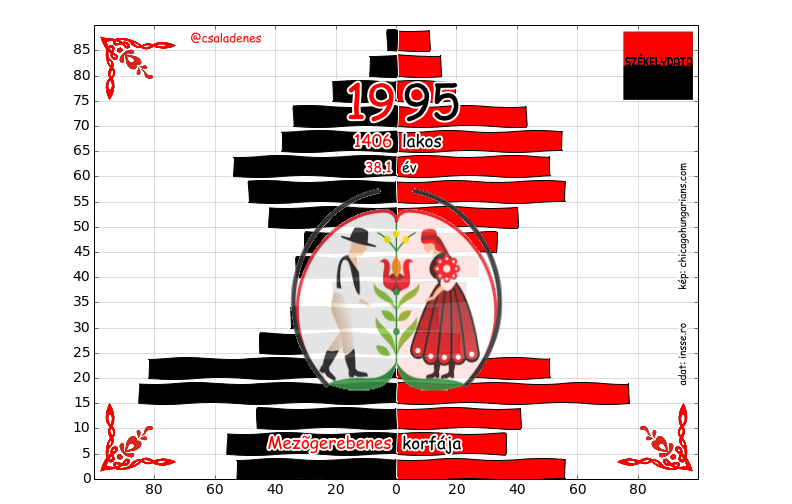 @csaladenes
SZÉKELYDATA
1995
1406 lakos
38.1 év
kép: chicagohungarians.com
adat: insse.ro
Mezõgerebenes korfája
85
80
75
70
65
60
55
50
45
40
35
30
25
20
15
10
5
0
80 60 40 20 0 20 40 60 80